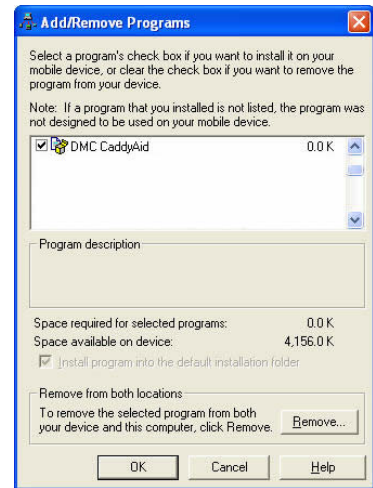 Add/Remove Programs
Select a program's check box if you want to install it on your
mobile device, or clear the check box if you want to remove the
program from your device.
Note: If a program that you installed is not listed, the program was
not designed to be used on your mobile device.
DMC CaddyAid 0.0 K
Program description
Space required for selected programs: 0.0 K
Space available on device: 4,156.0 K
Install program into the default installation folder
Remove from both locations
To remove the selected program from both
your device and this computer, click Remove.
Remove...
OK Cancel Help